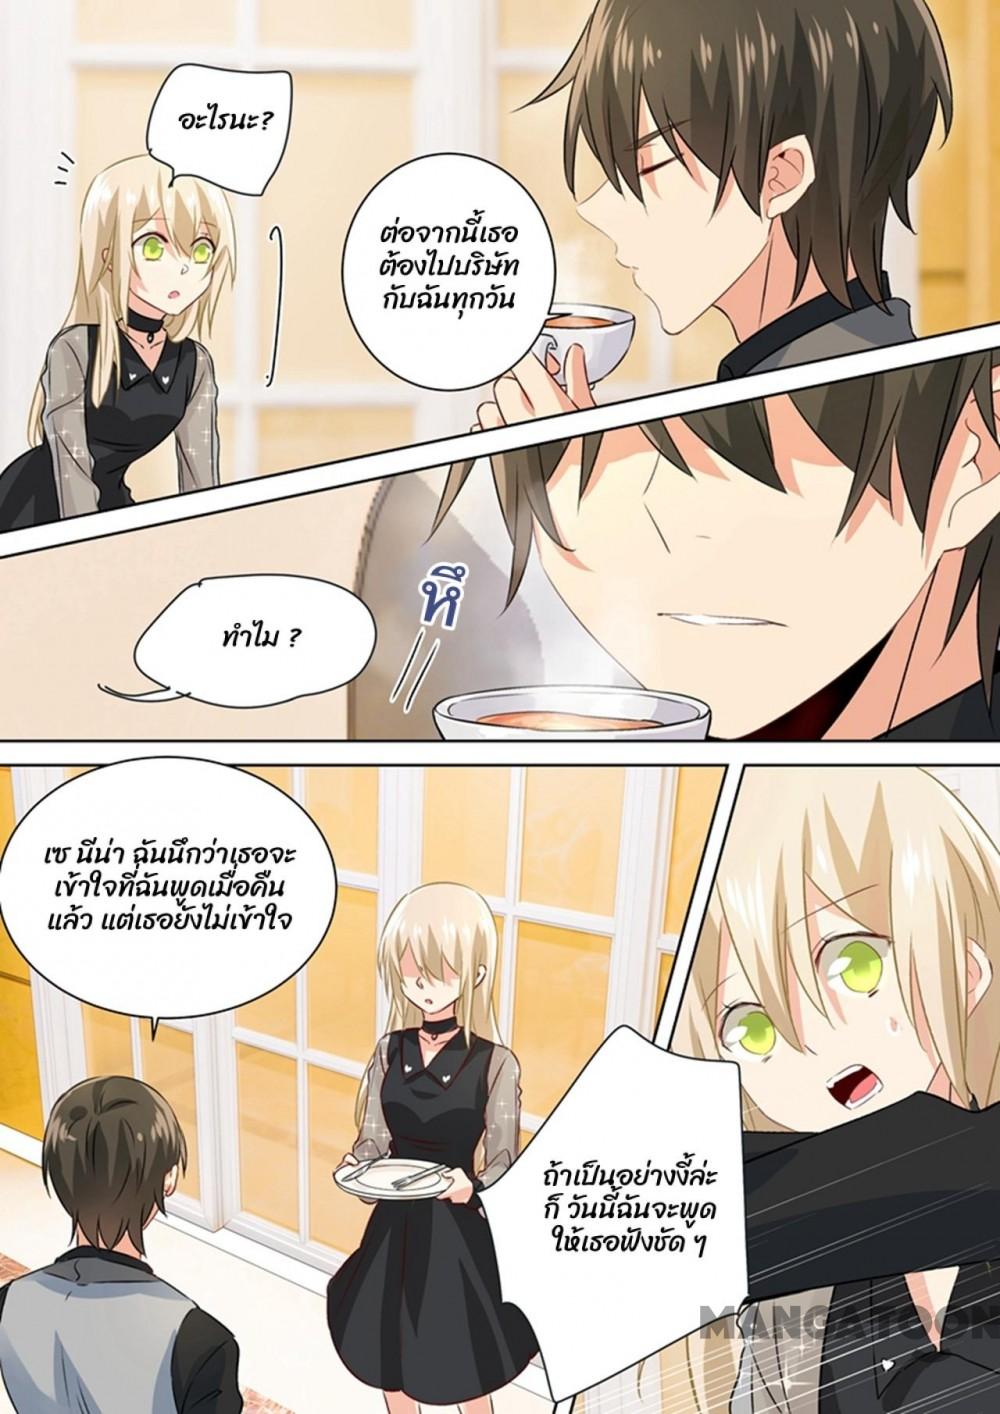 อะไรนะ?
ต่อจากนี้เธอ
ต้องไปบริษัท
กับฉันทุกวัน
หึ
ทำไม ?
เซ นีน่า ฉันนึกว่าเธอจะ
เข้าใจที่ฉันพูดเมื่อคืน
แล้ว แต่เธอยังไม่เข้าใจ
ถ้าเป็นอย่างงี้ล่ะ
ก็ วันนี้ฉันจะพูด
ให้เธอฟังชัด ๆ
MANGATOON